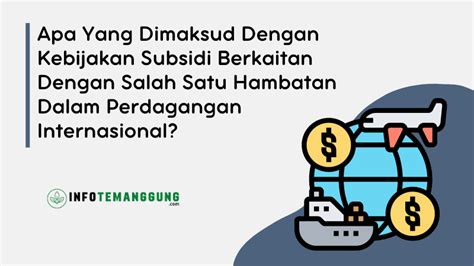 Apa Yang Dimaksud Dengan
Kebijakan Subsidi Berkaitan
Dengan Salah Satu Hambatan
Dalam Perdagangan
Internasional?
INFOTEMANGGUNG
.com
$
$